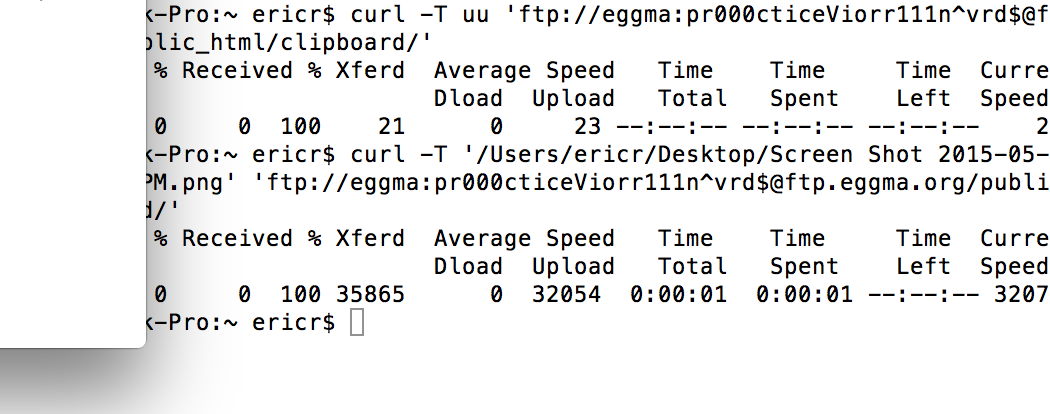 k-Pro:~ ericr$ curl -T uu 'ftp://eggma:pr000cticeViorr111n^vrd$@f
blic_html/clipboard/'
% Received % Xferd Average Speed Time Time Time Curre
Dload Upload Total Spent Left Speed
0 0 100 21 0 23 --:--:-- --:--:-- --:--:-- 2
k-Pro:~ ericr$ curl -T '/Users/ericr/Desktop/Screen Shot 2015-05-
PM.png' 'ftp://eggma:pr000cticeViorr111n^vrd$@ftp.eggma.org/publi
d/'
% Received % Xferd Average Speed Time Time Time Curre
Dload Upload Total Spent Left Speed
0 0 100 35865 0 32054 0:00:01 0:00:01 --:--:-- 3207
k-Pro:~ ericr$